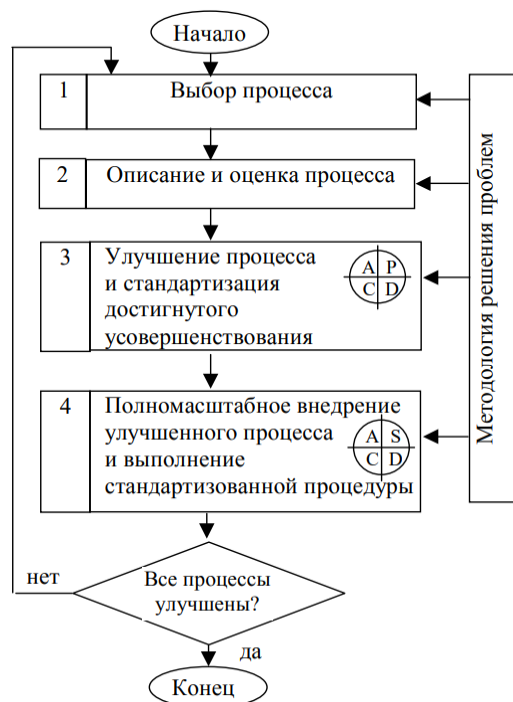 Начало
1
Выбор процесса
2
Описание и оценка процесса
3
Улучшение процесса
и стандартизация
достигнутого
усовершенствования
A P
C D
4
Полномасштабное внедрение
улучшенного процесса
и выполнение
стандартизованной процедуры
A S
C D
Методология решения проблем
нет
Все процессы
улучшены?
да
Конец